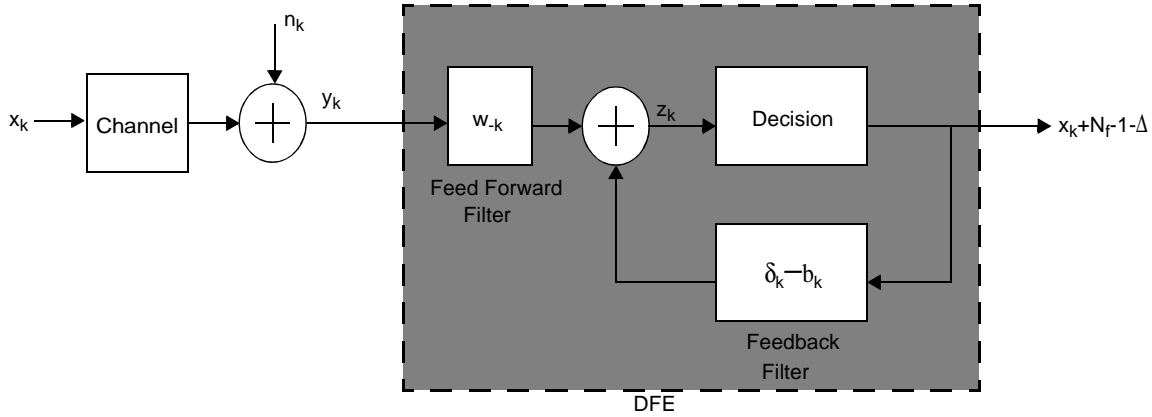 n_k
x_k
Channel
y_k
w_-k
z_k
Decision
x_k+N_f-1-Δ
Feed Forward
Filter
δ_k–b_k
Feedback
Filter
DFE